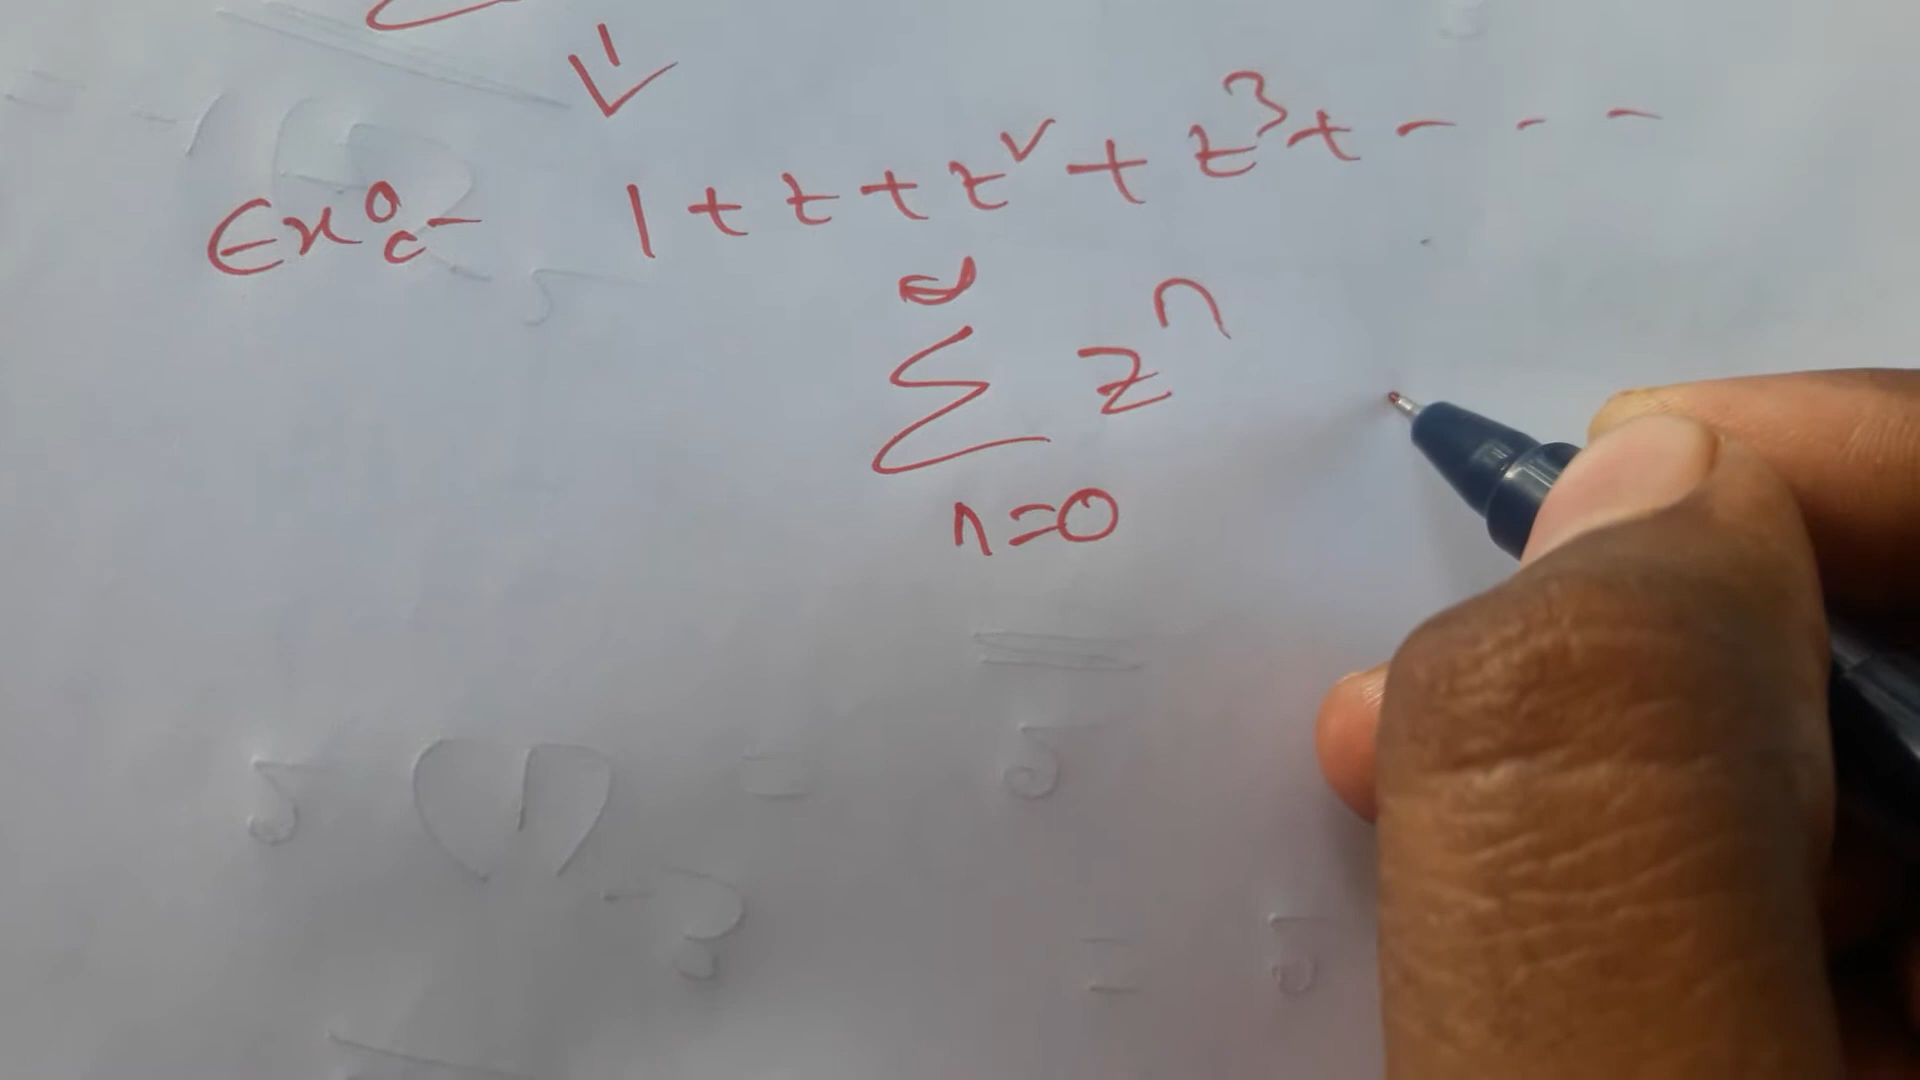 Ex:- 1 + z + z² + z³ + - - -
∞
Σ zⁿ
n=0